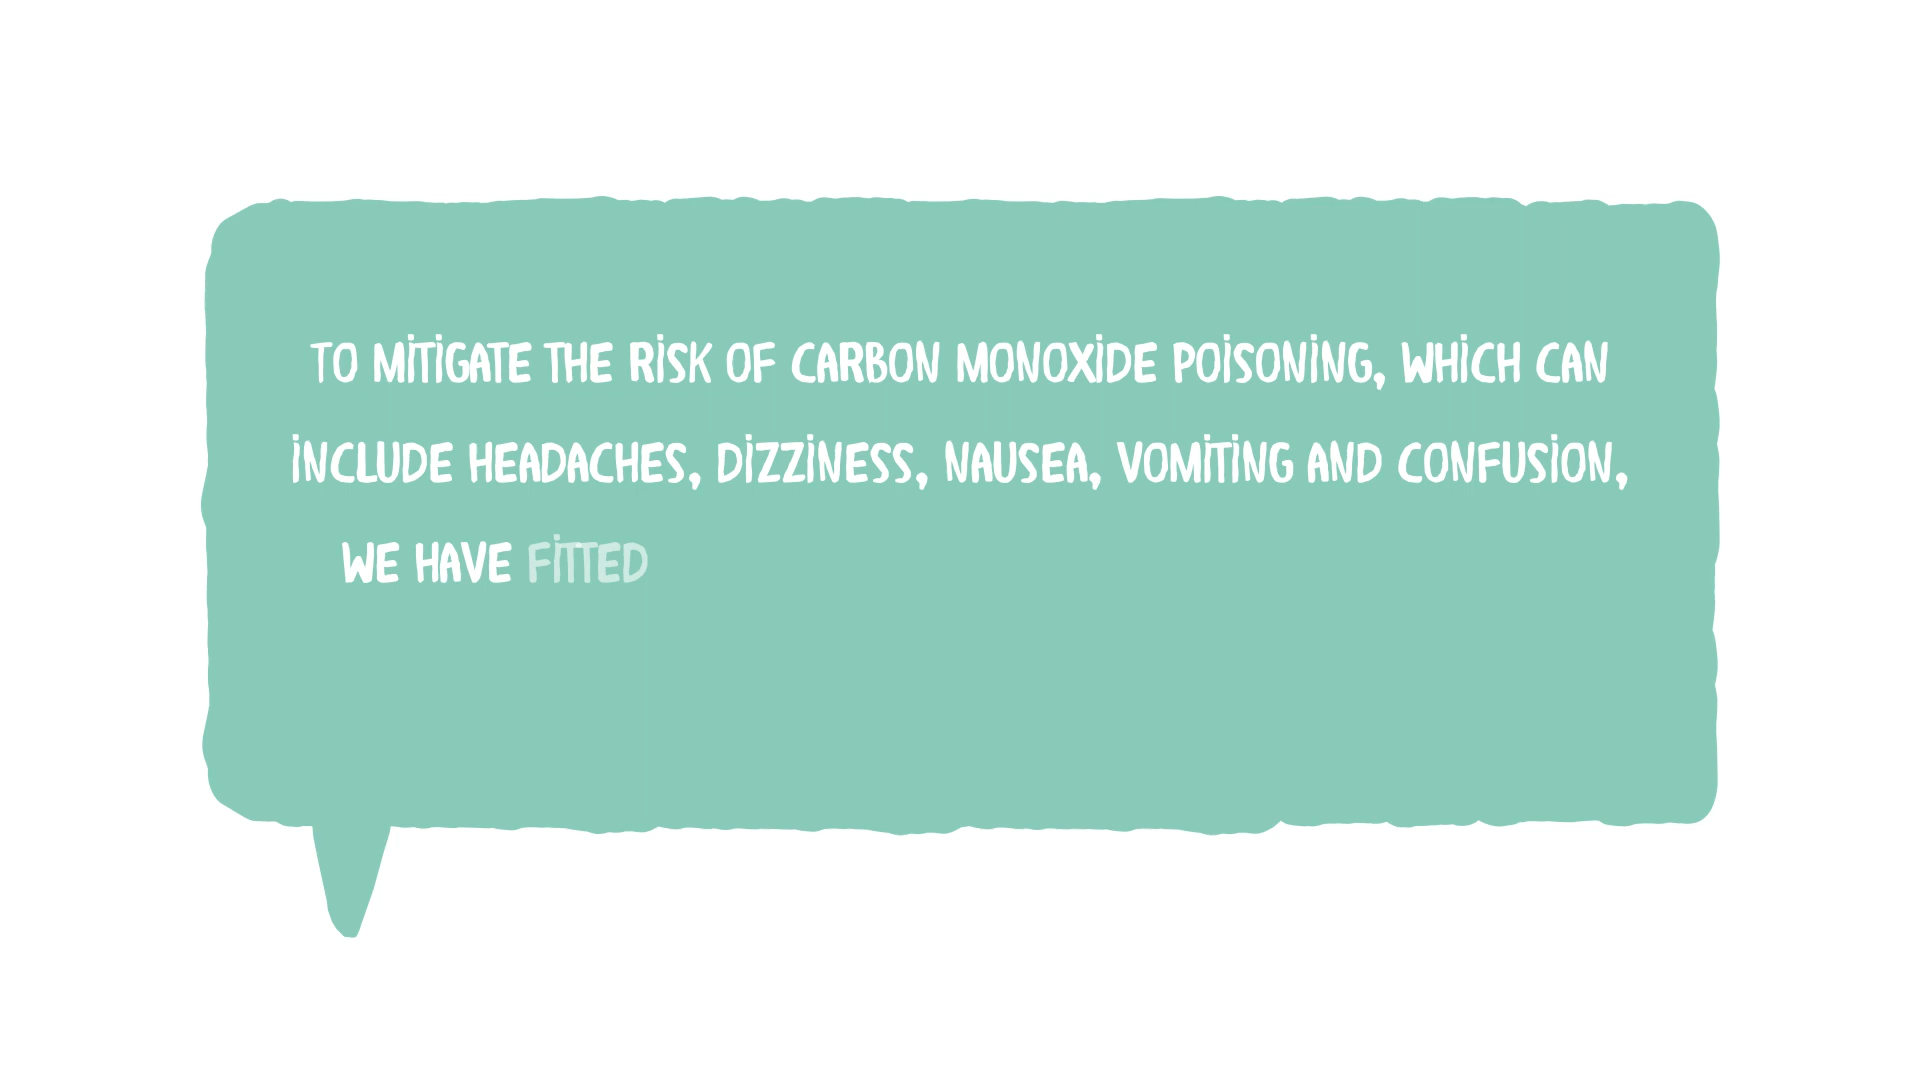 TO MITIGATE THE RISK OF CARBON MONOXIDE POISONING, WHICH CAN
INCLUDE HEADACHES, DIZZINESS, NAUSEA, VOMITING AND CONFUSION,
WE HAVE FITTED